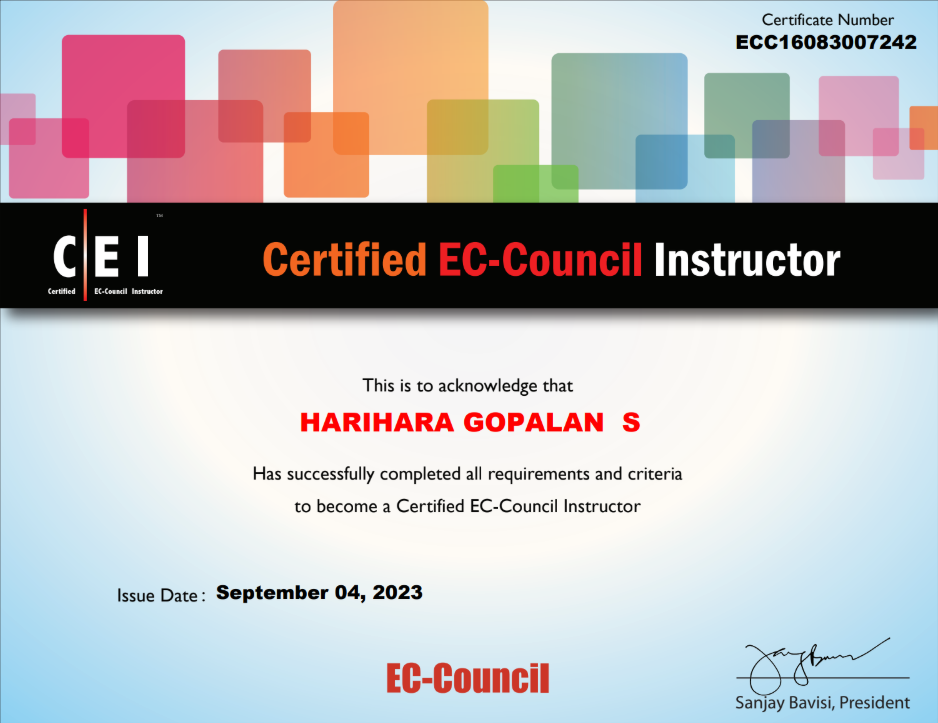 Certificate Number
ECC16083007242
CEI
TM
Certified EC-Council Instructor
Certified EC-Council Instructor
This is to acknowledge that
HARIHARA GOPALAN  S
Has successfully completed all requirements and criteria
to become a Certified EC-Council Instructor
Issue Date : September 04, 2023
EC-Council
Sanjay Bavisi, President